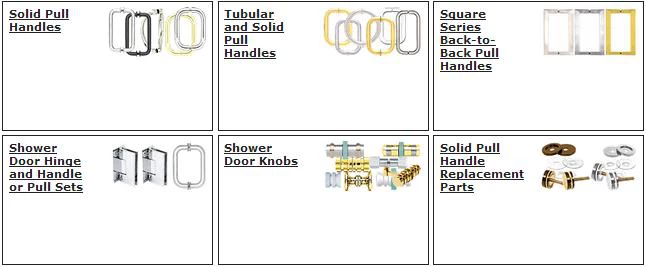 Solid Pull
Handles
Tubular
and Solid
Pull
Handles
Square
Series
Back-to-
Back Pull
Handles
Shower
Door Hinge
and Handle
or Pull Sets
Shower
Door Knobs
Solid Pull
Handle
Replacement
Parts